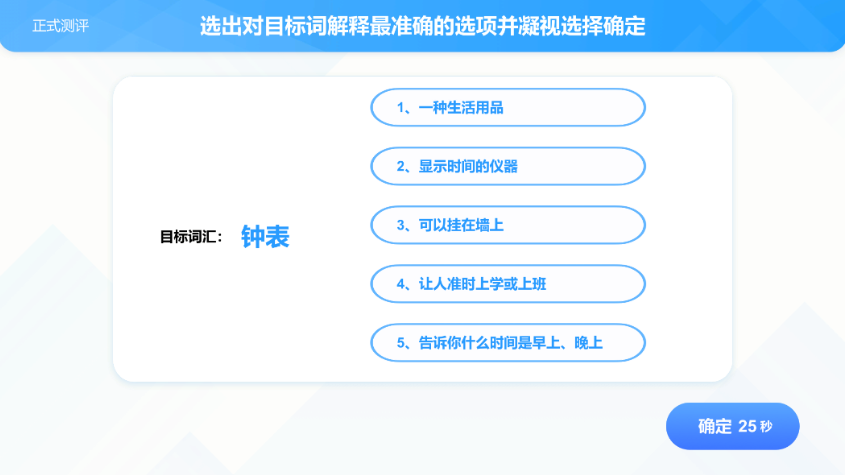 正式测评
选出对目标词解释最准确的选项并凝视选择确定
1、一种生活用品
2、显示时间的仪器
3、可以挂在墙上
目标词汇： 钟表
4、让人准时上学或上班
5、告诉你什么时间是早上、晚上
确定 25 秒